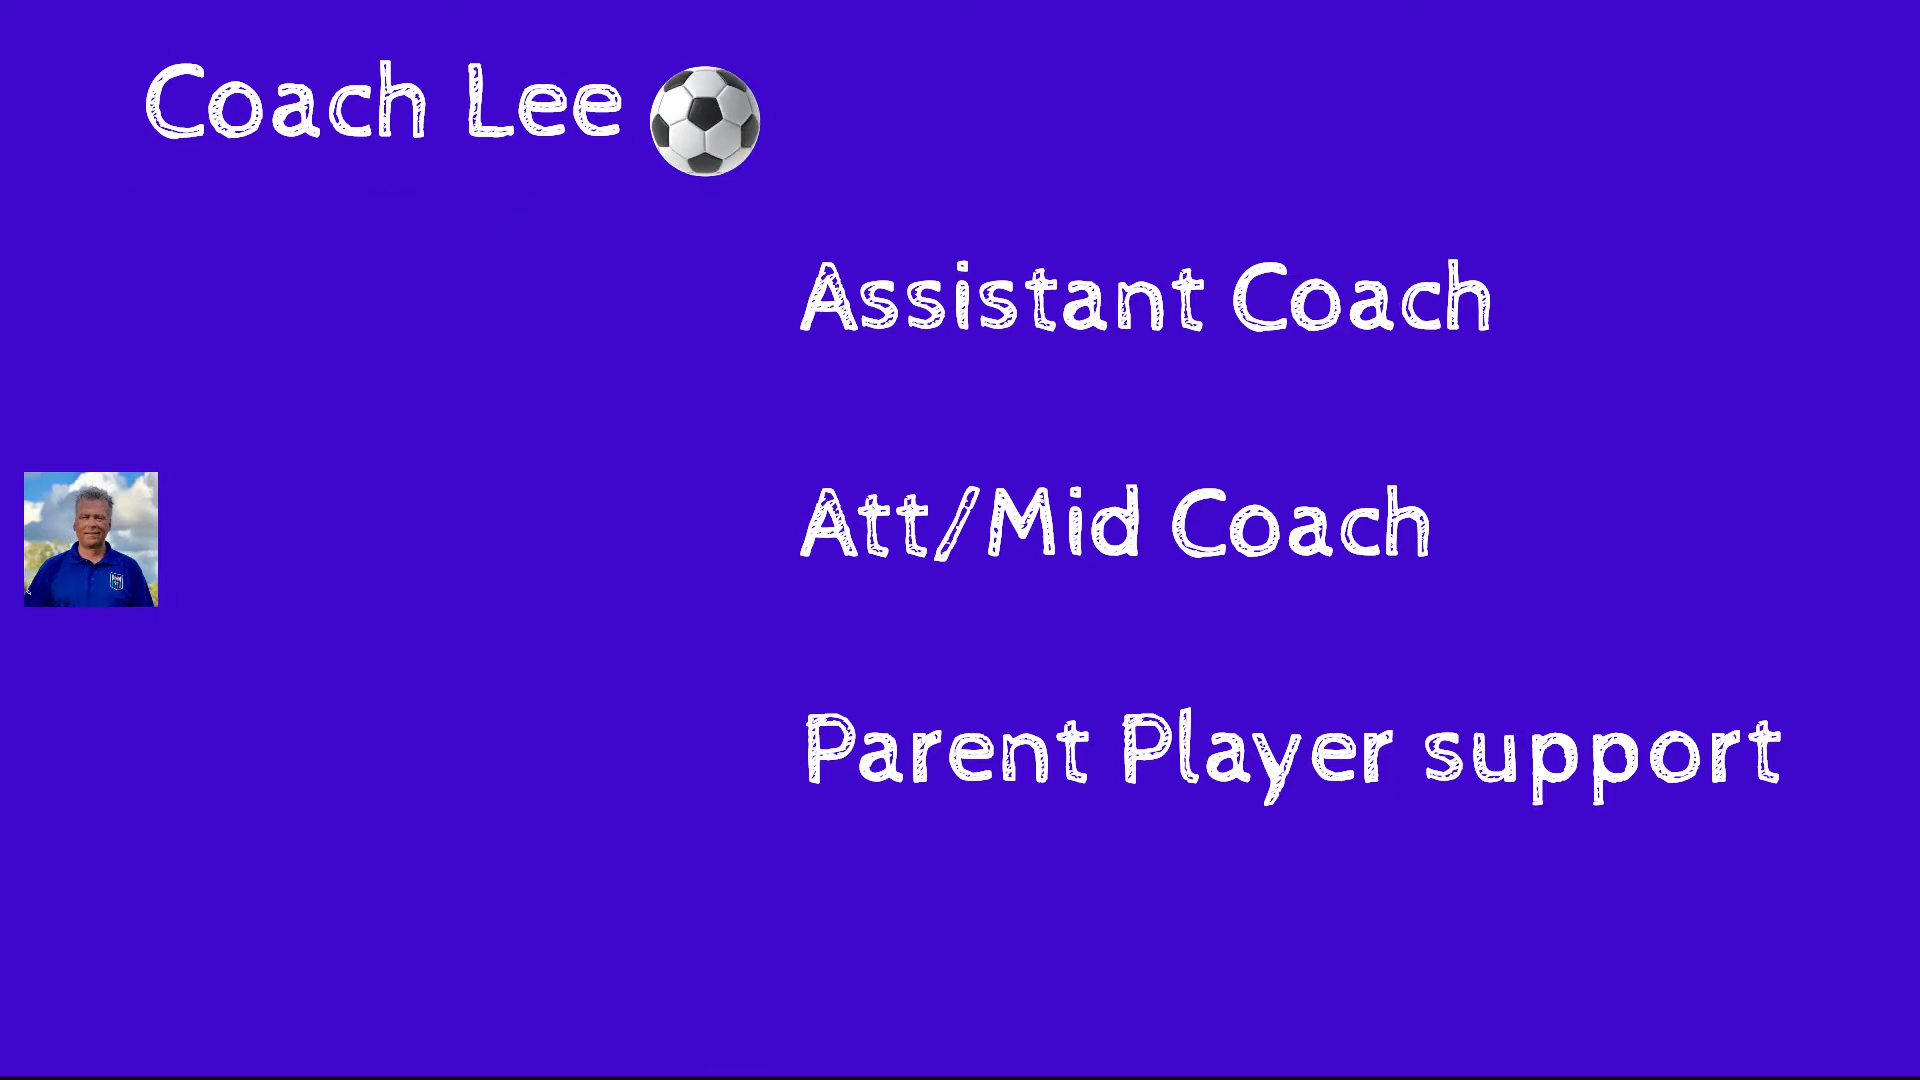 Coach Lee
Assistant Coach
Att/Mid Coach
Parent Player support